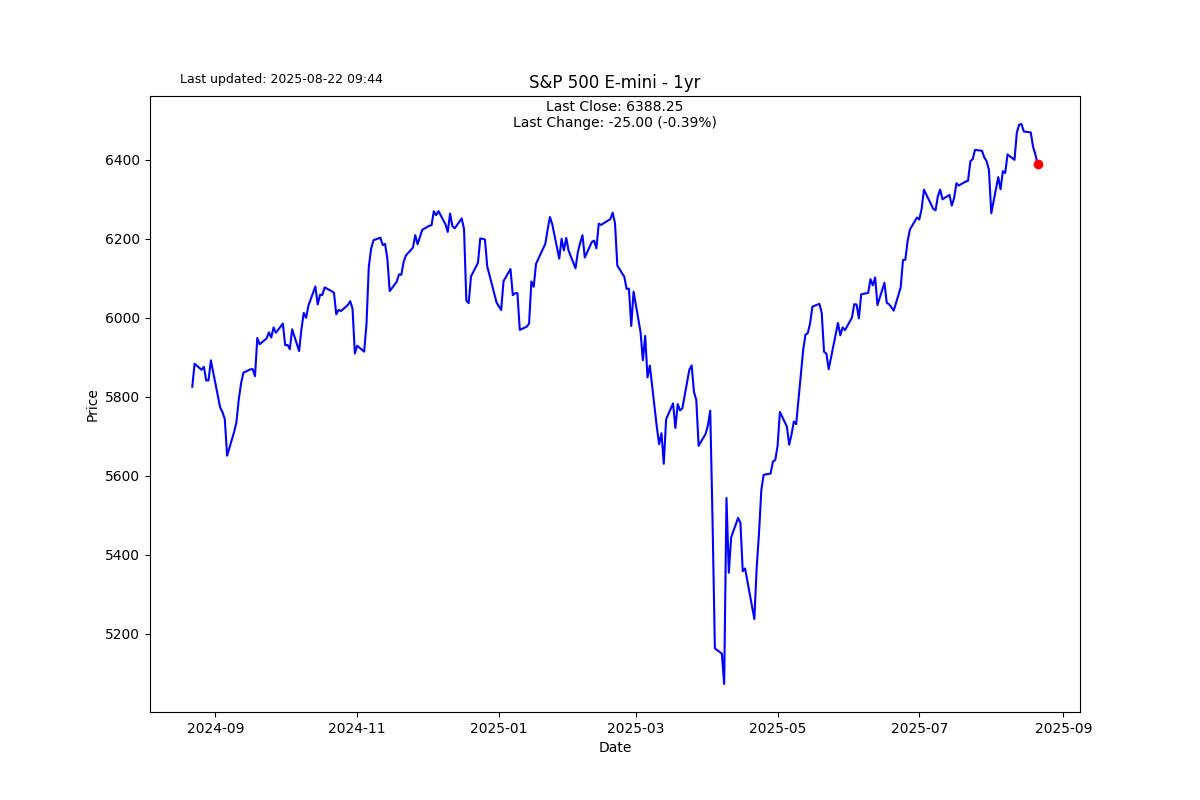 Last updated: 2025-08-22 09:44
S&P 500 E-mini - 1yr
Last Close: 6388.25
Last Change: -25.00 (-0.39%)
Price
6400
6200
6000
5800
5600
5400
5200
2024-09 2024-11 2025-01 2025-03 2025-05 2025-07 2025-09
Date